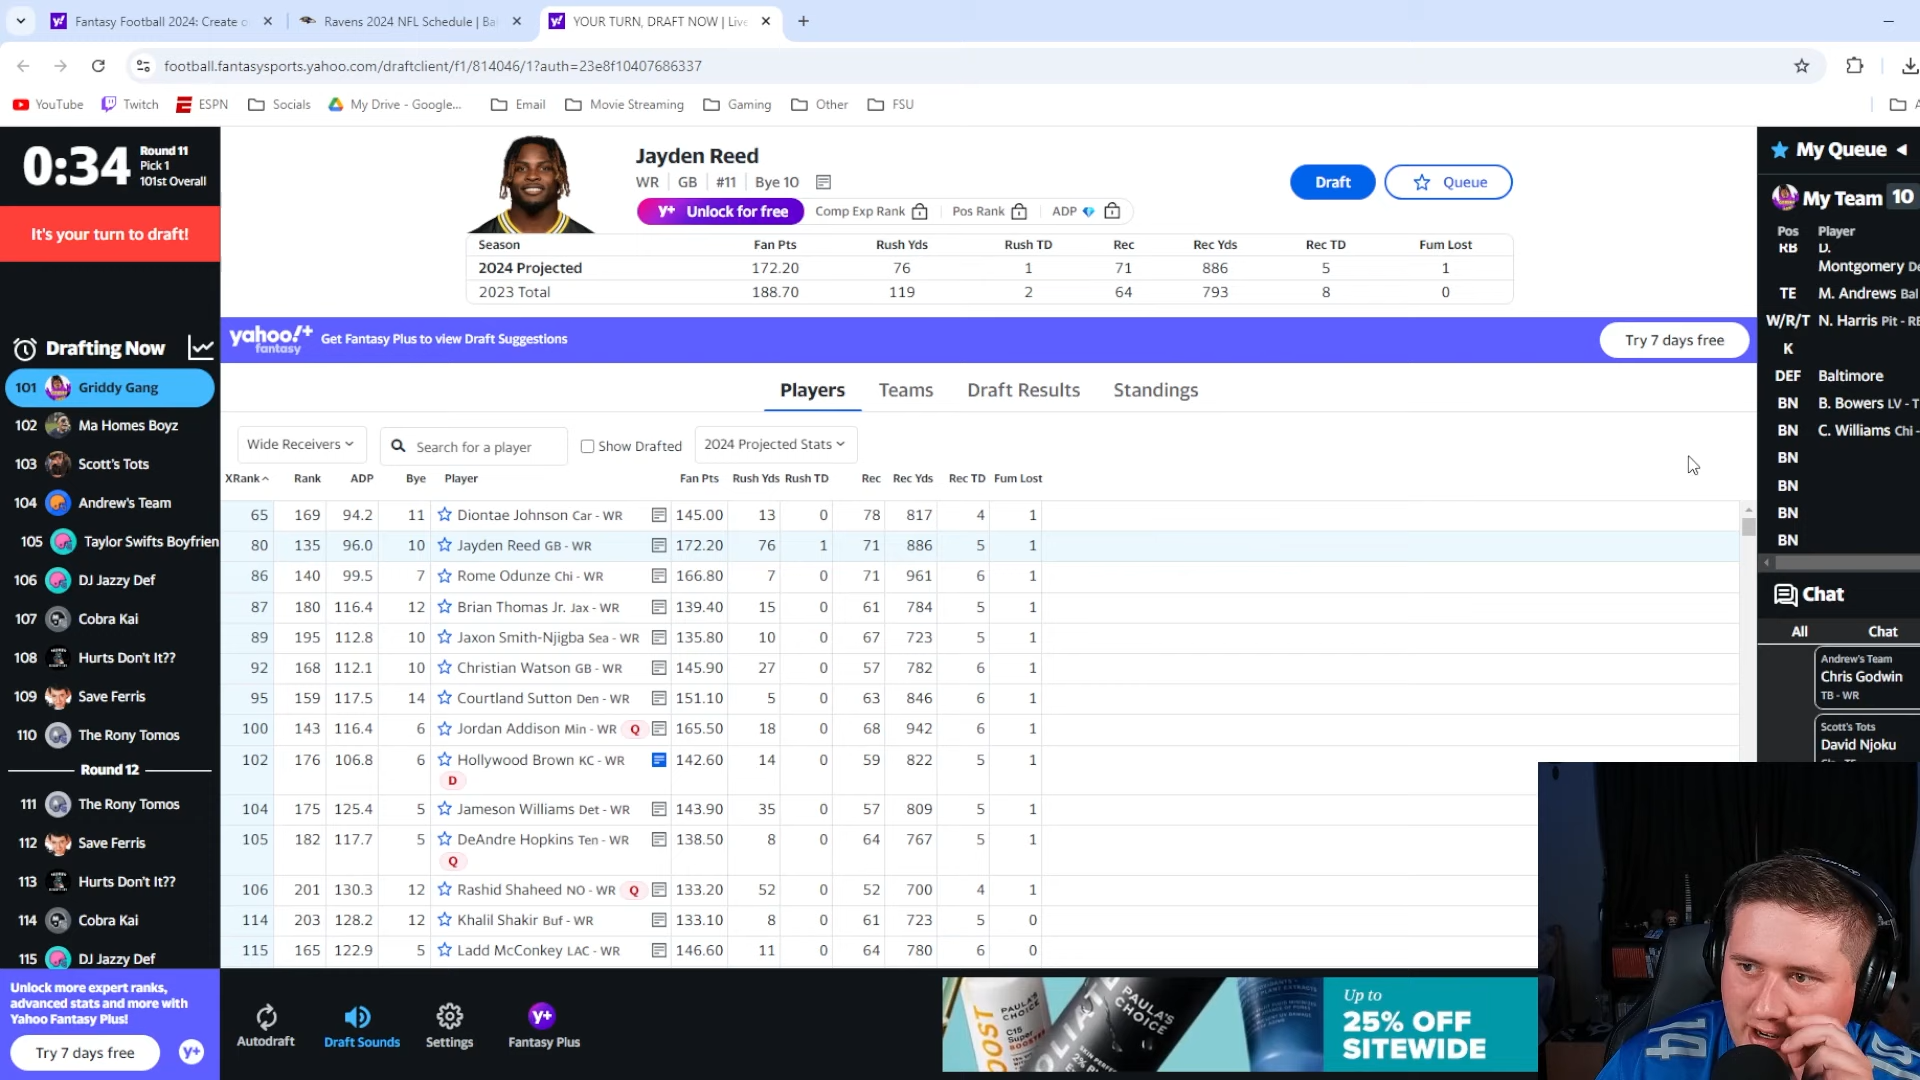 Fantasy Football 2024: Create o
Ravens 2024 NFL Schedule | Bal
YOUR TURN, DRAFT NOW | Live
football.fantasysports.yahoo.com/draftclient/f1/814046/1?auth=23e8f10407686337
YouTube Twitch ESPN Socials My Drive - Google... Email Movie Streaming Gaming Other FSU
0:34
Round 11
Pick 1
101st Overall
It's your turn to draft!
Drafting Now
101 Griddy Gang
102 Ma Homes Boyz
103 Scott's Tots
104 Andrew's Team
105 Taylor Swifts Boyfrien
106 DJ Jazzy Def
107 Cobra Kai
108 Hurts Don't It??
109 Save Ferris
110 The Rony Tomos
Round 12
111 The Rony Tomos
112 Save Ferris
113 Hurts Don't It??
114 Cobra Kai
115 DJ Jazzy Def
Unlock more expert ranks,
advanced stats and more with
Yahoo Fantasy Plus!
Try 7 days free y+
Jayden Reed
WR GB #11 Bye 10
y+ Unlock for free Comp Exp Rank Pos Rank ADP
Draft Queue
Season Fan Pts Rush Yds Rush TD Rec Rec Yds Rec TD Fum Lost
2024 Projected 172.20 76 1 71 886 5 1
2023 Total 188.70 119 2 64 793 8 0
yahoo!+
fantasy
Get Fantasy Plus to view Draft Suggestions
Try 7 days free
Players Teams Draft Results Standings
Wide Receivers Search for a player Show Drafted 2024 Projected Stats
XRank Rank ADP Bye Player Fan Pts Rush Yds Rush TD Rec Rec Yds Rec TD Fum Lost
65 169 94.2 11 Diontae Johnson Car - WR 145.00 13 0 78 817 4 1
80 135 96.0 10 Jayden Reed GB - WR 172.20 76 1 71 886 5 1
86 140 99.5 7 Rome Odunze Chi - WR 166.80 7 0 71 961 6 1
87 180 116.4 12 Brian Thomas Jr. Jax - WR 139.40 15 0 61 784 5 1
89 195 112.8 10 Jaxon Smith-Njigba Sea - WR 135.80 10 0 67 723 5 1
92 168 112.1 10 Christian Watson GB - WR 145.90 27 0 57 782 6 1
95 159 117.5 14 Courtland Sutton Den - WR 151.10 5 0 63 846 6 1
100 143 116.4 6 Jordan Addison Min - WR Q 165.50 18 0 68 942 6 1
102 176 106.8 6 Hollywood Brown KC - WR 142.60 14 0 59 822 5 1
D
104 175 125.4 5 Jameson Williams Det - WR 143.90 35 0 57 809 5 1
105 182 117.7 5 DeAndre Hopkins Ten - WR 138.50 8 0 64 767 5 1
Q
106 201 130.3 12 Rashid Shaheed NO - WR Q 133.20 52 0 52 700 4 1
114 203 128.2 12 Khalil Shakir Buf - WR 133.10 8 0 61 723 5 0
115 165 122.9 5 Ladd McConkey LAC - WR 146.60 11 0 64 780 6 0
My Queue
My Team 10
Pos Player
RB D.
Montgomery De
TE M. Andrews Bal
W/R/T N. Harris Pit - RB
K
DEF Baltimore
BN B. Bowers LV - T
BN C. Williams Chi -
BN
BN
BN
BN
Chat
All Chat
Andrew's Team
Chris Godwin
TB - WR
Scott's Tots
David Njoku
Autodraft Draft Sounds Settings Fantasy Plus
PAULA'S
CHOICE
Up to
25% OFF
SITEWIDE